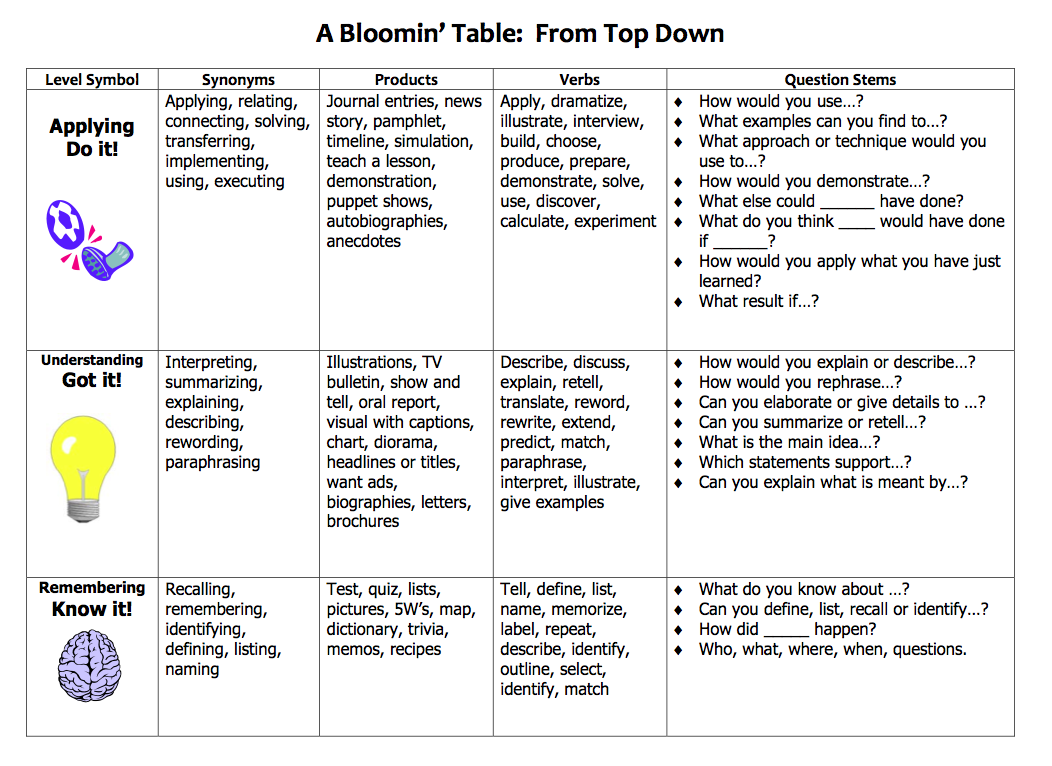 A Bloomin’ Table:  From Top Down
Level Symbol
Synonyms
Products
Verbs
Question Stems
Applying
Do it!
Applying, relating,
connecting, solving,
transferring,
implementing,
using, executing
Journal entries, news
story, pamphlet,
timeline, simulation,
teach a lesson,
demonstration,
puppet shows,
autobiographies,
anecdotes
Apply, dramatize,
illustrate, interview,
build, choose,
produce, prepare,
demonstrate, solve,
use, discover,
calculate, experiment
♦ How would you use…?
♦ What examples can you find to…?
♦ What approach or technique would you
use to…?
♦ How would you demonstrate…?
♦ What else could ______ have done?
♦ What do you think ____ would have done
if ______?
♦ How would you apply what you have just
learned?
♦ What result if…?
Understanding
Got it!
Interpreting,
summarizing,
explaining,
describing,
rewording,
paraphrasing
Illustrations, TV
bulletin, show and
tell, oral report,
visual with captions,
chart, diorama,
headlines or titles,
want ads,
biographies, letters,
brochures
Describe, discuss,
explain, retell,
translate, reword,
rewrite, extend,
predict, match,
paraphrase,
interpret, illustrate,
give examples
♦ How would you explain or describe…?
♦ How would you rephrase…?
♦ Can you elaborate or give details to …?
♦ Can you summarize or retell…?
♦ What is the main idea…?
♦ Which statements support…?
♦ Can you explain what is meant by…?
Remembering
Know it!
Recalling,
remembering,
identifying,
defining, listing,
naming
Test, quiz, lists,
pictures, 5W’s, map,
dictionary, trivia,
memos, recipes
Tell, define, list,
name, memorize,
label, repeat,
describe, identify,
outline, select,
identify, match
♦ What do you know about …?
♦ Can you define, list, recall or identify…?
♦ How did _____ happen?
♦ Who, what, where, when, questions.